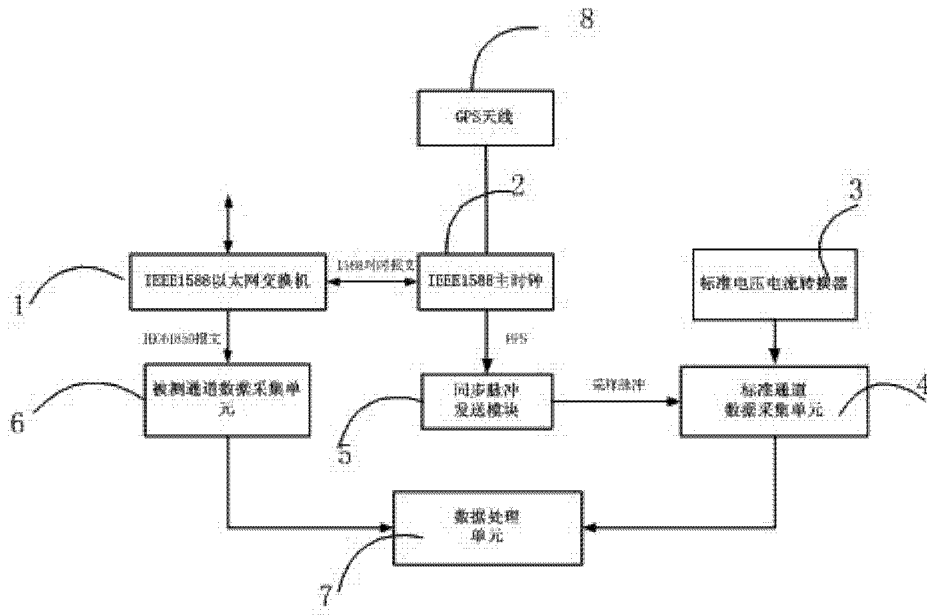 8
GPS天线
2
3
1588对时报文
IEEE1588以太网交换机
IEEE1588主时钟
标准电压电流转换器
1
IEC61850报文
PPS
被测通道数据采集单
元
同步脉冲
发送模块
采样脉冲
标准通道
数据采集单元
4
6
5
数据处理
单元
7